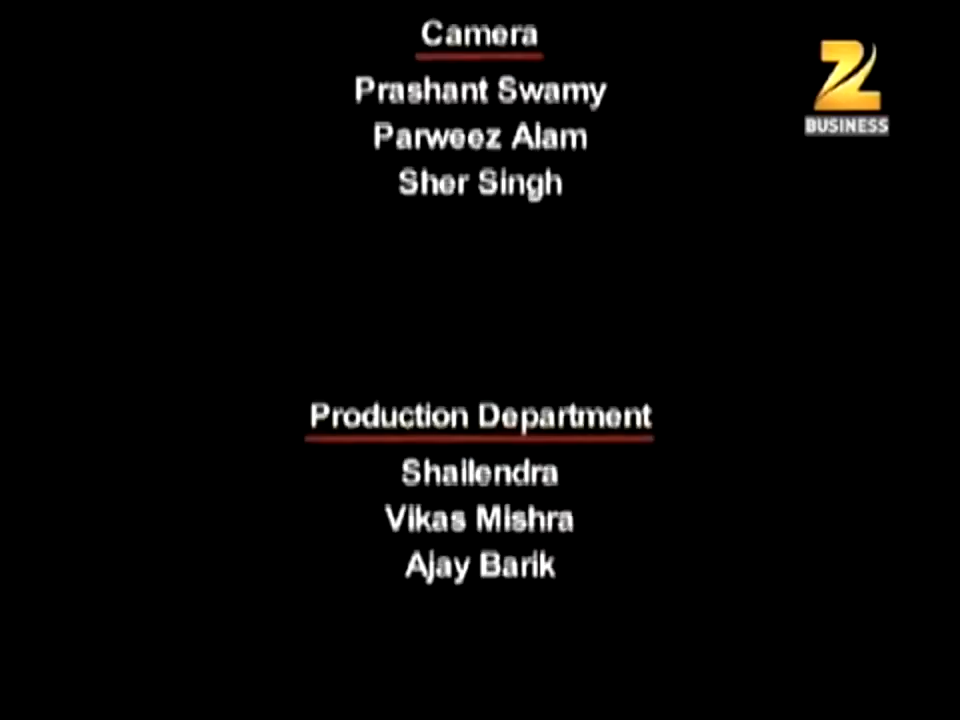 Camera
Prashant Swamy
Parweez Alam
Sher Singh
Z
BUSINESS
Production Department
Shailendra
Vikas Mishra
Ajay Barik